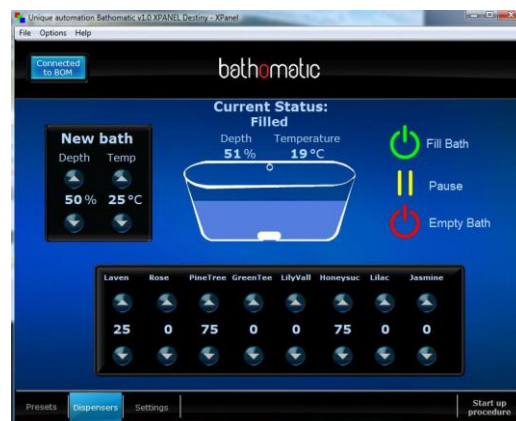 Unique automation Bathomatic v1.0 XPANEL Destiny - XPanel
File Options Help
Connected
to BOM
bathomatic
Current Status:
Filled
Depth Temperature
51 % 19 °C
New bath
Depth Temp
50 % 25 °C
Fill Bath
Pause
Empty Bath
Laven Rose PineTree GreenTee LilyVall Honeysuc Lilac Jasmine
25 0 75 0 0 75 0 0
Presets Dispensers Settings
Start up
procedure